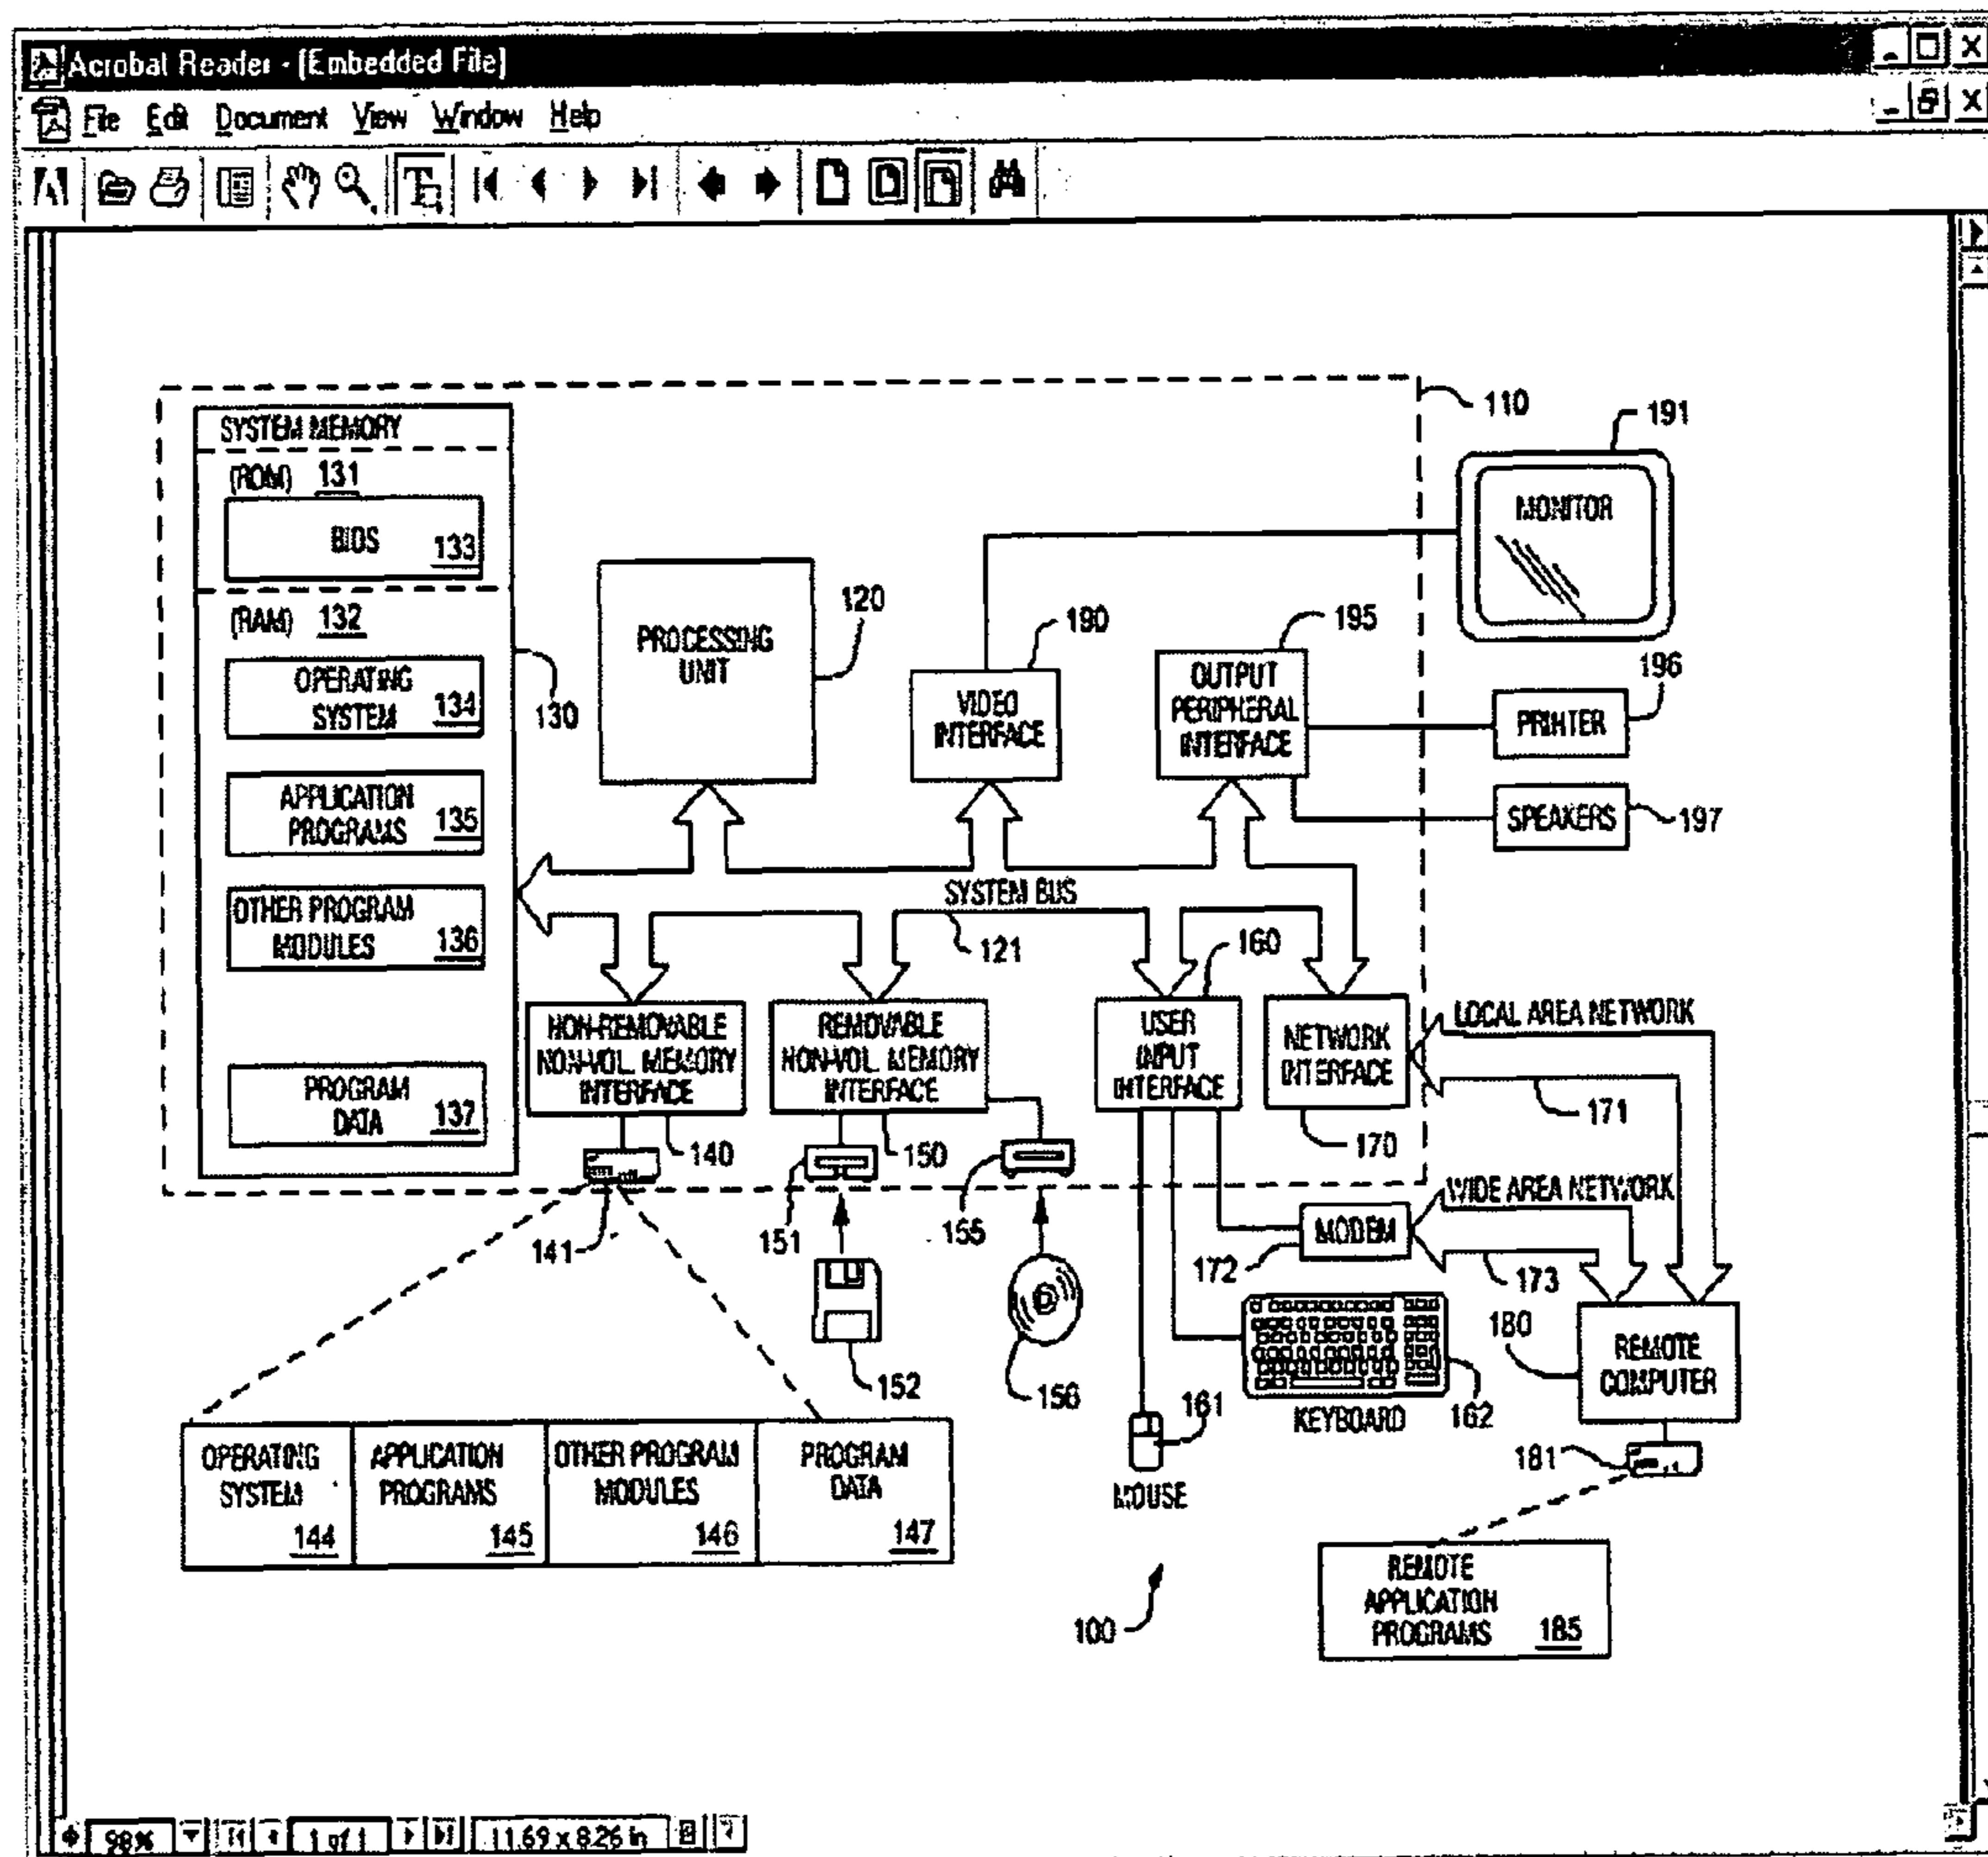 Acrobat Reader - [Embedded File]
File Edit Document View Window Help
110
191
SYSTEM MEMORY
(ROM) 131
BIOS 133
MONITOR
(RAM) 132
120
190
195
PROCESSING
UNIT
196
OPERATING
SYSTEM 134
130
VIDEO
INTERFACE
OUTPUT
PERIPHERAL
INTERFACE
PRINTER
APPLICATION
PROGRAMS 135
SPEAKERS
197
SYSTEM BUS
OTHER PROGRAM
MODULES 136
121
160
NON-REMOVABLE
NON-VOL. MEMORY
INTERFACE
REMOVABLE
NON-VOL. MEMORY
INTERFACE
USER
INPUT
INTERFACE
NETWORK
INTERFACE
LOCAL AREA NETWORK
PROGRAM
DATA 137
140
150
170
171
151
155
141
WIDE AREA NETWORK
MODEM
172
173
152
156
161
MOUSE
KEYBOARD
162
180
REMOTE
COMPUTER
181
OPERATING
SYSTEM
144
APPLICATION
PROGRAMS
145
OTHER PROGRAM
MODULES
146
PROGRAM
DATA
147
100
REMOTE
APPLICATION
PROGRAMS 185
98% 1 of 1 11.69 x 8.26 in